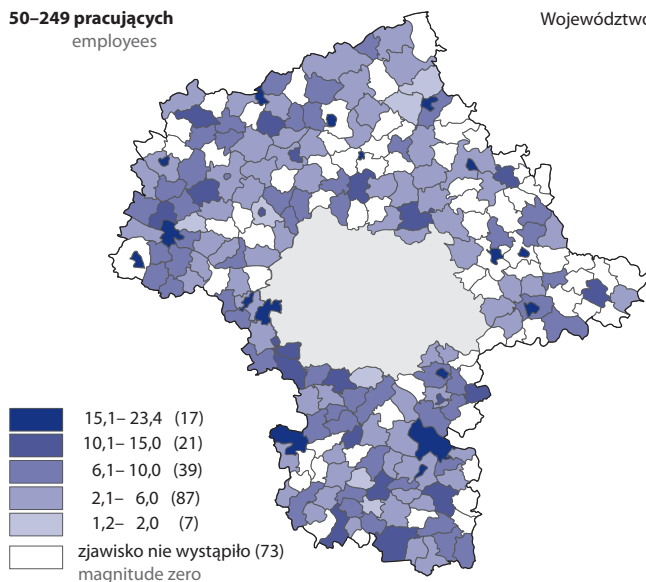 50–249 pracujących
employees
Województwo
15,1– 23,4 (17)
10,1– 15,0 (21)
6,1– 10,0 (39)
2,1– 6,0 (87)
1,2– 2,0 (7)
zjawisko nie wystąpiło (73)
magnitude zero